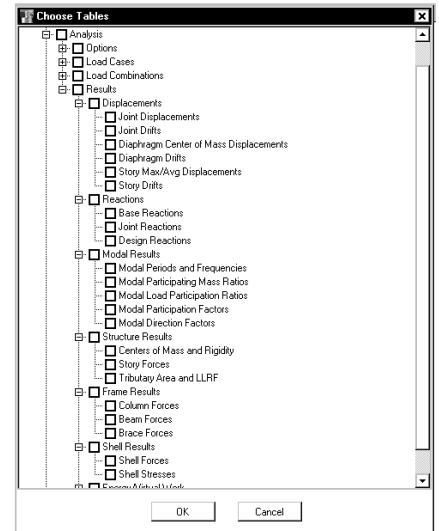 Choose Tables
Analysis
Options
Load Cases
Load Combinations
Results
Displacements
Joint Displacements
Joint Drifts
Diaphragm Center of Mass Displacements
Diaphragm Drifts
Story Max/Avg Displacements
Story Drifts
Reactions
Base Reactions
Joint Reactions
Design Reactions
Modal Results
Modal Periods and Frequencies
Modal Participating Mass Ratios
Modal Load Participation Ratios
Modal Participation Factors
Modal Direction Factors
Structure Results
Centers of Mass and Rigidity
Story Forces
Tributary Area and LLRF
Frame Results
Column Forces
Beam Forces
Brace Forces
Shell Results
Shell Forces
Shell Stresses
Energy/Virtual Work
OK
Cancel